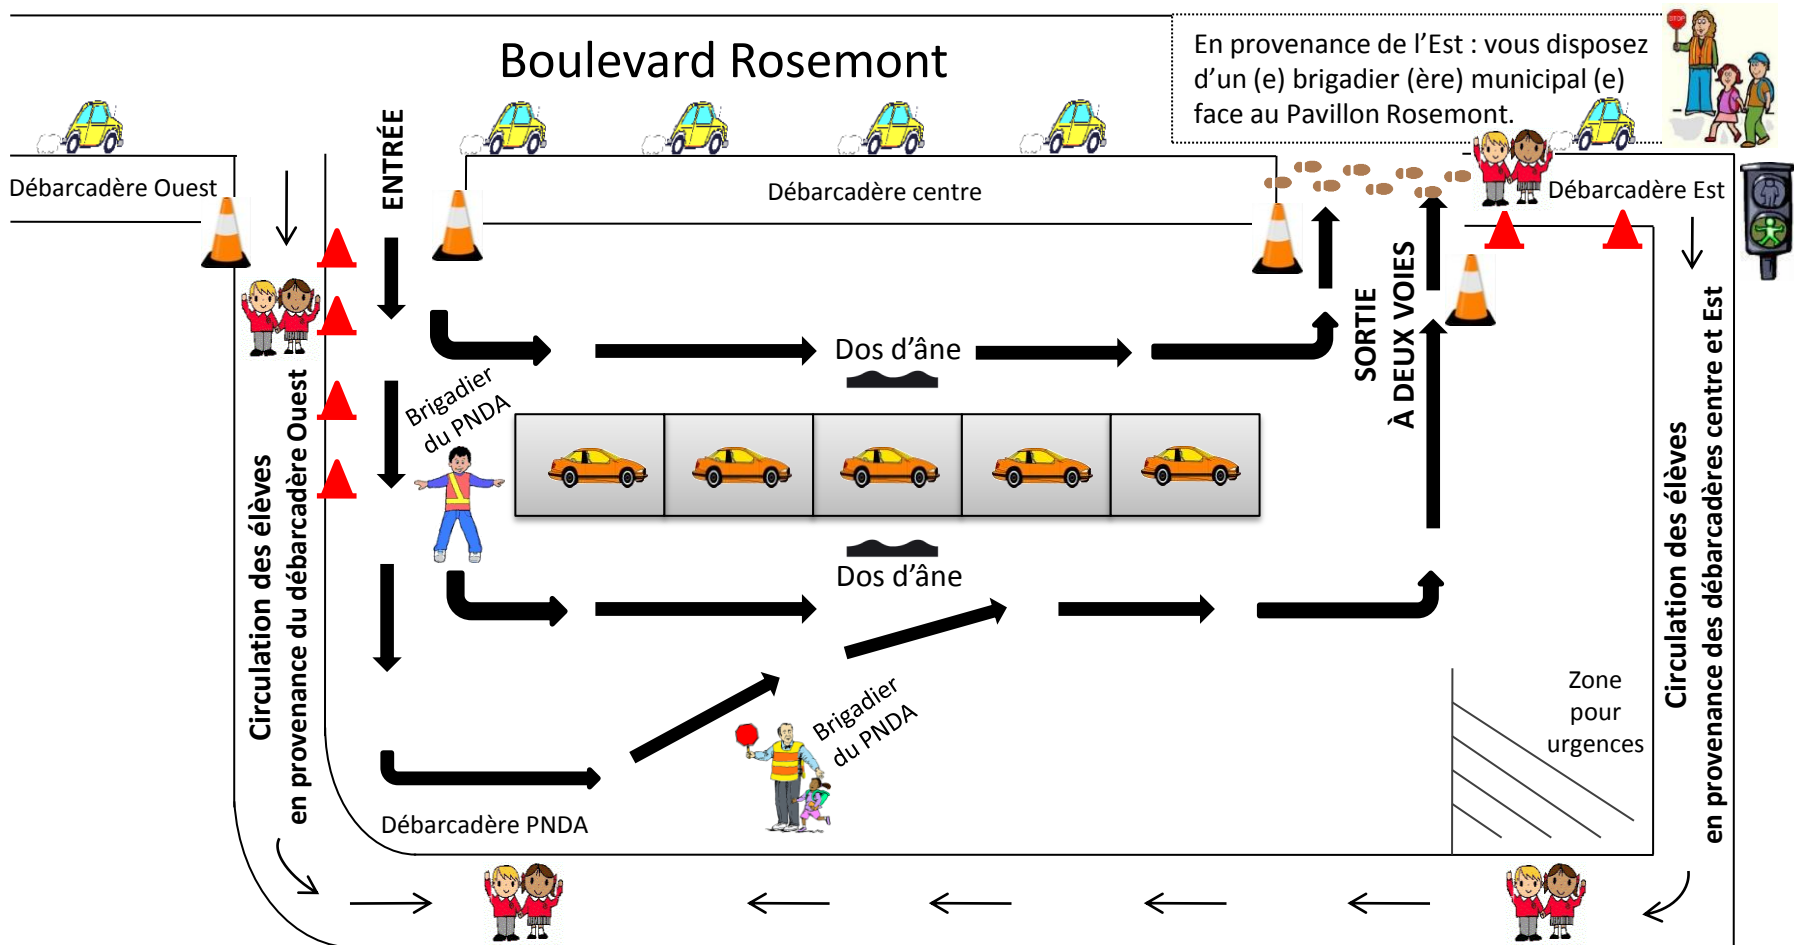 Boulevard Rosemont
En provenance de l’Est : vous disposez
d’un (e) brigadier (ère) municipal (e)
face au Pavillon Rosemont.
STOP
Débarcadère Ouest
ENTRÉE
Débarcadère centre
Débarcadère Est
SORTIE
À DEUX VOIES
Dos d’âne
Brigadier
du PNDA
Dos d’âne
Circulation des élèves
en provenance du débarcadère Ouest
Circulation des élèves
en provenance des débarcadères centre et Est
Zone
pour
urgences
Brigadier
du PNDA
Débarcadère PNDA